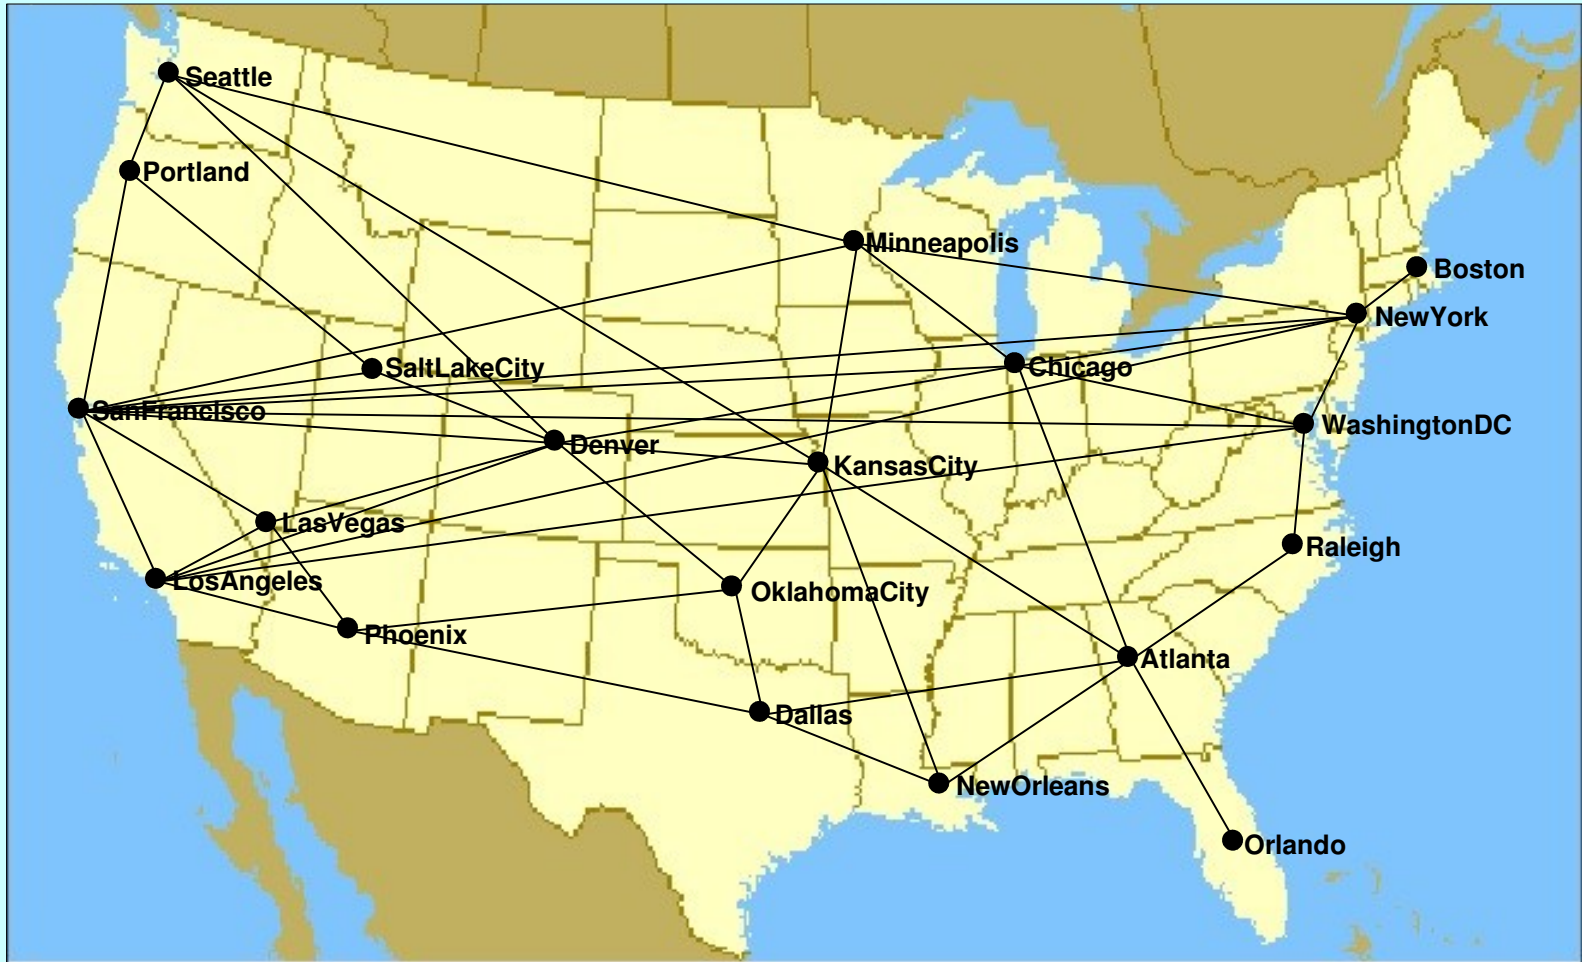 Seattle
Portland
Minneapolis
Boston
NewYork
SaltLakeCity
Chicago
SanFrancisco
WashingtonDC
Denver
KansasCity
LasVegas
Raleigh
LosAngeles
OklahomaCity
Phoenix
Atlanta
Dallas
NewOrleans
Orlando